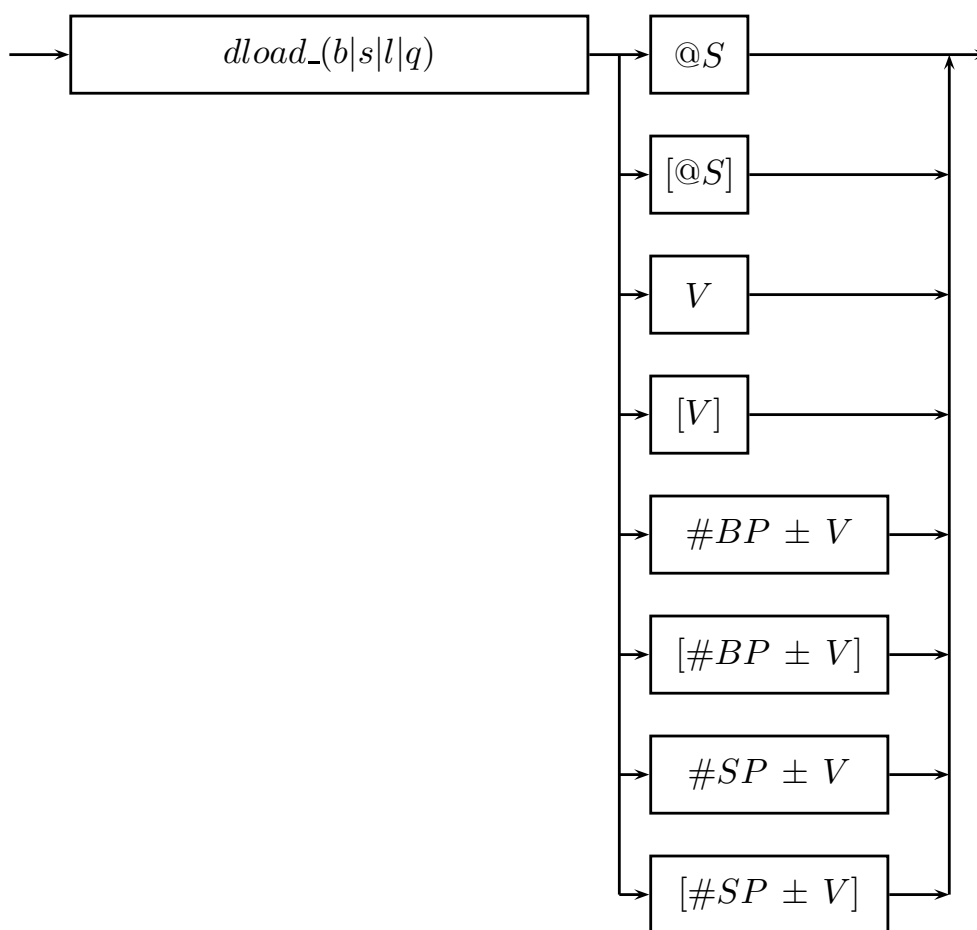 dload_(b|s|l|q)
@S
[@S]
V
[V]
#BP ± V
[#BP ± V]
#SP ± V
[#SP ± V]